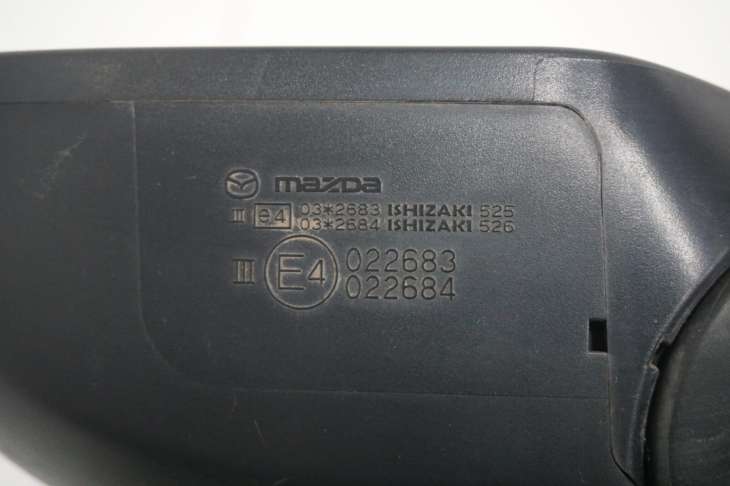 mazda
III e4 03*2683 ISHIZAKI 525
03*2684 ISHIZAKI 526
III E4 022683
022684